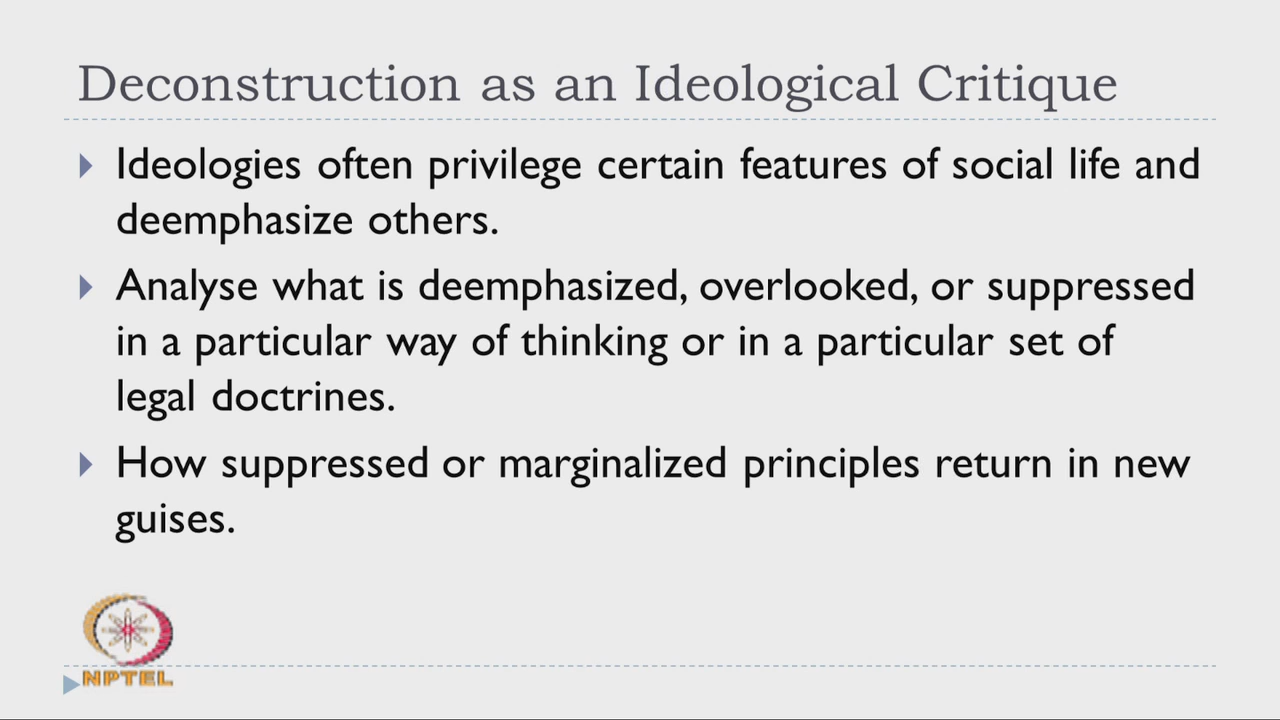 Deconstruction as an Ideological Critique
Ideologies often privilege certain features of social life and
deemphasize others.
Analyse what is deemphasized, overlooked, or suppressed
in a particular way of thinking or in a particular set of
legal doctrines.
How suppressed or marginalized principles return in new
guises.
NPTEL